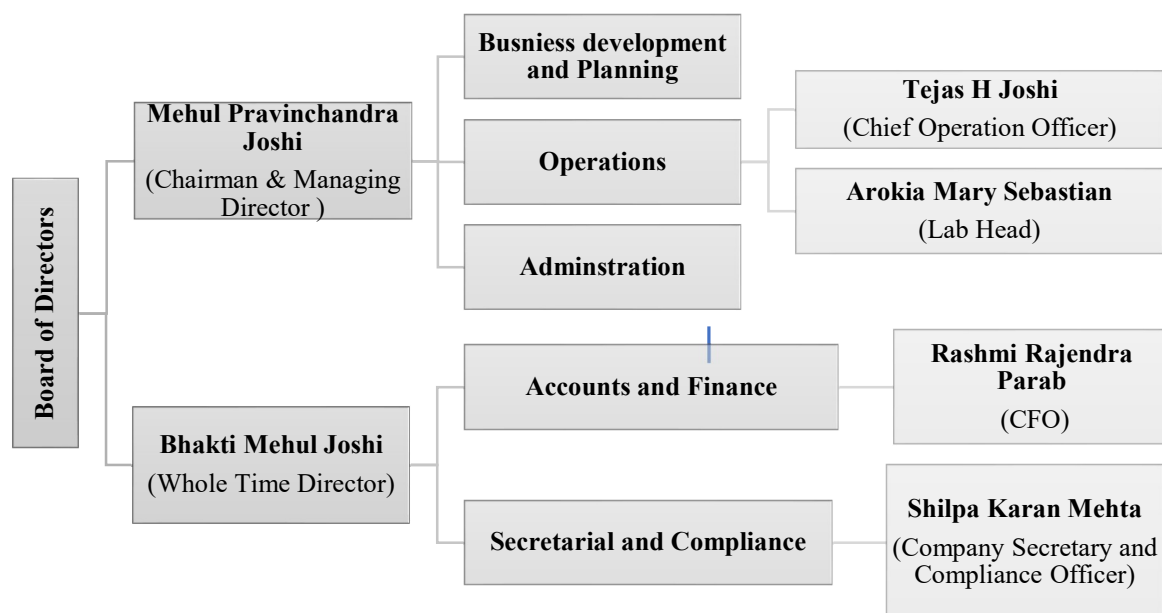 Board of Directors
Mehul Pravinchandra
Joshi
(Chairman & Managing
Director )
Busniess development
and Planning
Operations
Tejas H Joshi
(Chief Operation Officer)
Arokia Mary Sebastian
(Lab Head)
Adminstration
Bhakti Mehul Joshi
(Whole Time Director)
Accounts and Finance
Rashmi Rajendra
Parab
(CFO)
Secretarial and Compliance
Shilpa Karan Mehta
(Company Secretary and
Compliance Officer)